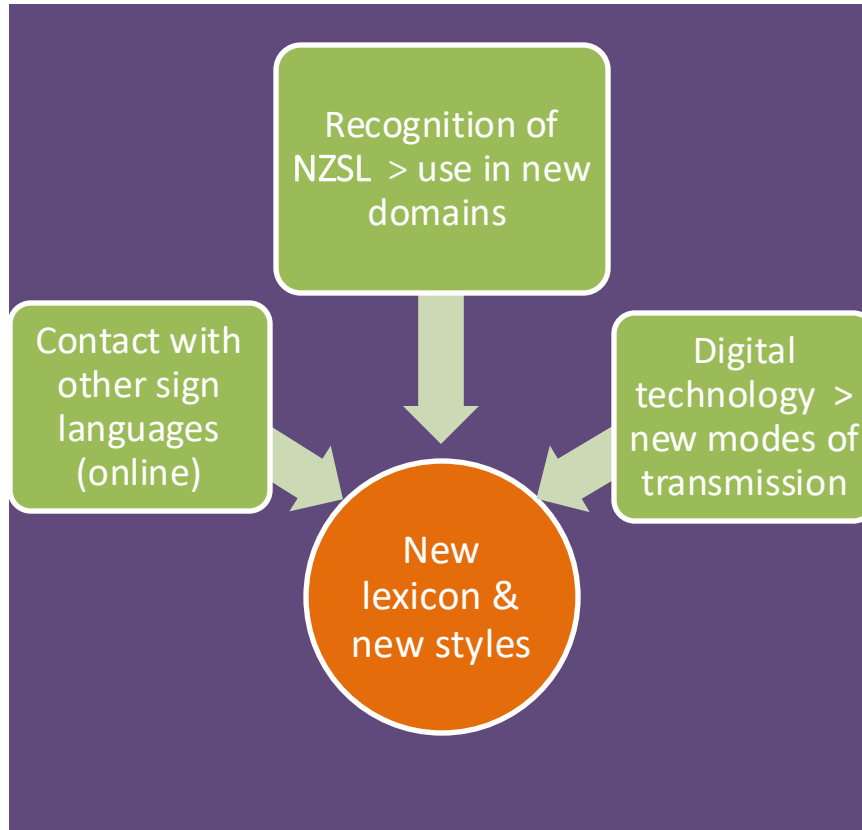 Recognition of
NZSL > use in new
domains
Contact with
other sign
languages
(online)
Digital
technology >
new modes of
transmission
New
lexicon &
new styles